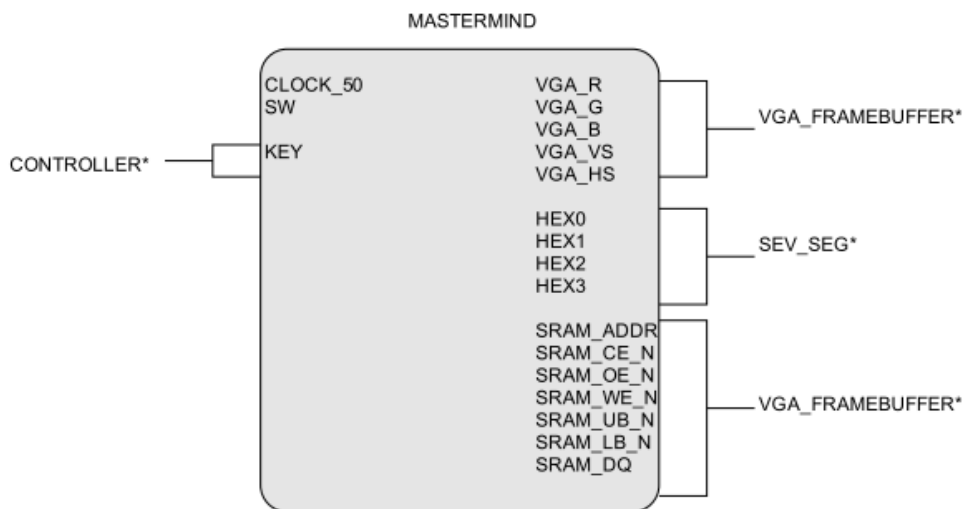 MASTERMIND
CLOCK_50
SW
KEY
CONTROLLER*
VGA_R
VGA_G
VGA_B
VGA_VS
VGA_HS
VGA_FRAMEBUFFER*
HEX0
HEX1
HEX2
HEX3
SEV_SEG*
SRAM_ADDR
SRAM_CE_N
SRAM_OE_N
SRAM_WE_N
SRAM_UB_N
SRAM_LB_N
SRAM_DQ
VGA_FRAMEBUFFER*